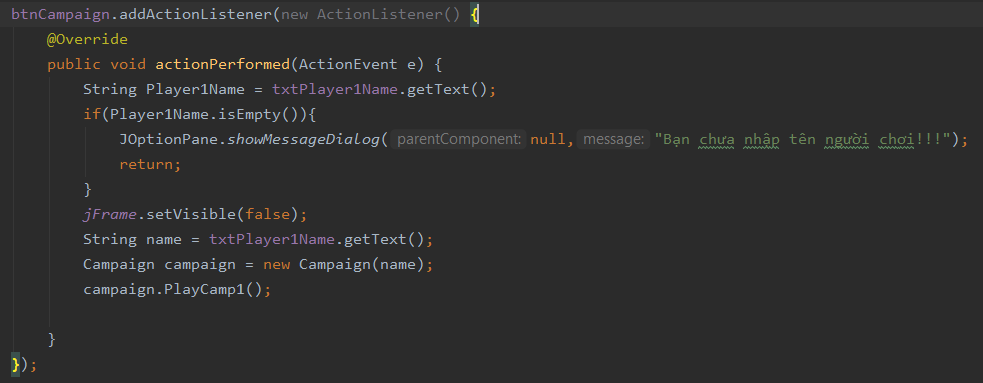 btnCampaign.addActionListener(new ActionListener() {
@Override
public void actionPerformed(ActionEvent e) {
String Player1Name = txtPlayer1Name.getText();
if(Player1Name.isEmpty()){
JOptionPane.showMessageDialog( parentComponent: null, message: "Bạn chưa nhập tên người chơi!!!");
return;
}
jFrame.setVisible(false);
String name = txtPlayer1Name.getText();
Campaign campaign = new Campaign(name);
campaign.PlayCamp1();
}
});